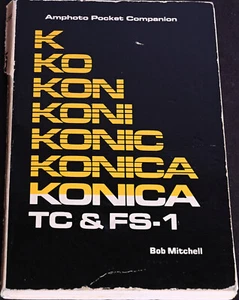 Amphoto Pocket Companion
K
KO
KON
KONI
KONIC
KONICA
KONICA
TC & FS-1
Bob Mitchell